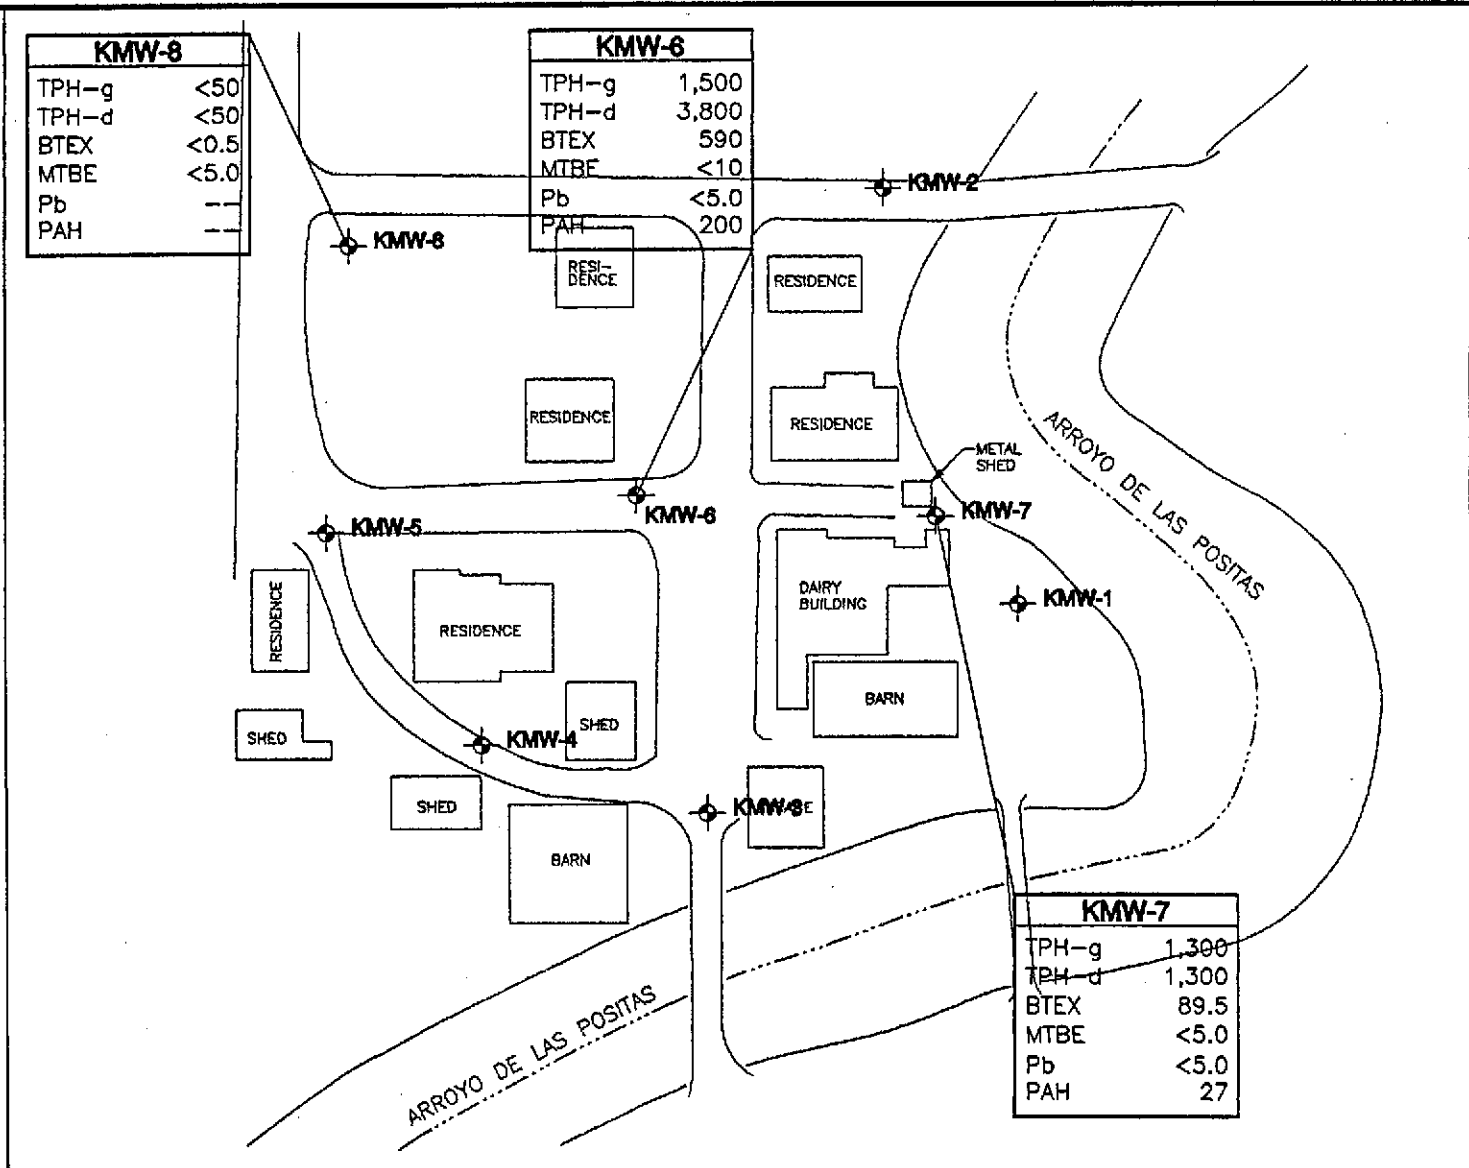 KMW-8
TPH-g <50
TPH-d <50
BTEX <0.5
MTBE <5.0
Pb --
PAH --
KMW-6
TPH-g 1,500
TPH-d 3,800
BTEX 590
MTBE <10
Pb <5.0
PAH 200
KMW-2
KMW-8
RESI-
DENCE
RESIDENCE
RESIDENCE
RESIDENCE
METAL
SHED
ARROYO DE LAS POSITAS
KMW-6
KMW-7
KMW-5
RESIDENCE
RESIDENCE
DAIRY
BUILDING
KMW-1
BARN
SHED
SHED
KMW-4
SHED
KMW-3
BARN
ARROYO DE LAS POSITAS
KMW-7
TPH-g 1,300
TPH-d 1,300
BTEX 89.5
MTBE <5.0
Pb <5.0
PAH 27